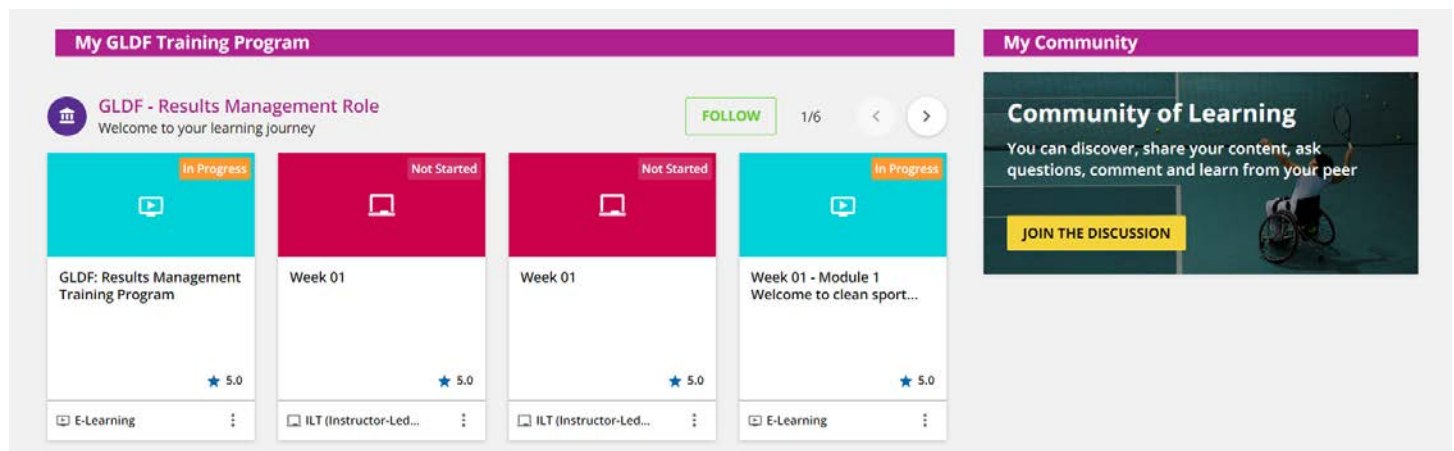 My GLDF Training Program
My Community
GLDF - Results Management Role
Welcome to your learning journey
FOLLOW
1/6
Community of Learning
You can discover, share your content, ask
questions, comment and learn from your peer
JOIN THE DISCUSSION
In Progress
GLDF: Results Management
Training Program
5.0
E-Learning
Not Started
Week 01
5.0
ILT (Instructor-Led...
Not Started
Week 01
5.0
ILT (Instructor-Led...
In Progress
Week 01 - Module 1
Welcome to clean sport...
5.0
E-Learning